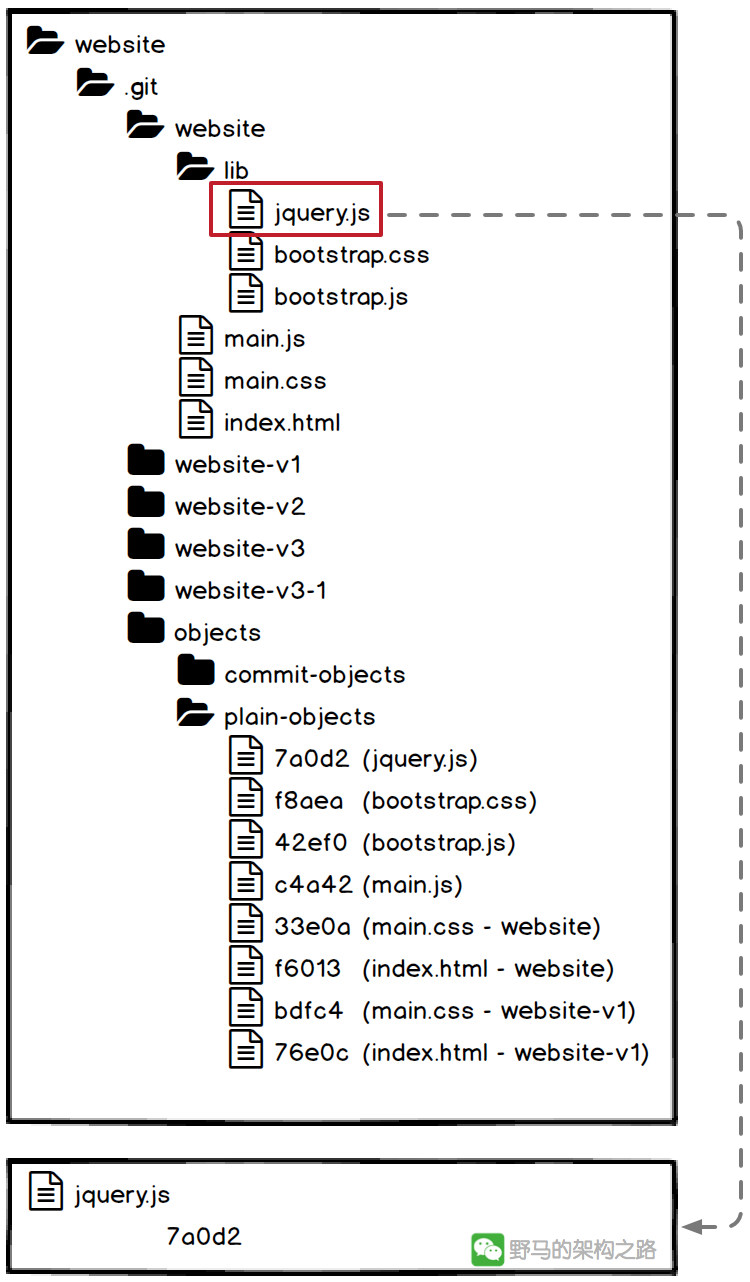 website
.git
website
lib
jquery.js
bootstrap.css
bootstrap.js
main.js
main.css
index.html
website-v1
website-v2
website-v3
website-v3-1
objects
commit-objects
plain-objects
7a0d2 (jquery.js)
f8aea (bootstrap.css)
42ef0 (bootstrap.js)
c4a42 (main.js)
33e0a (main.css - website)
f6013 (index.html - website)
bdfc4 (main.css - website-v1)
76e0c (index.html - website-v1)
jquery.js
7a0d2
野马的架构之路